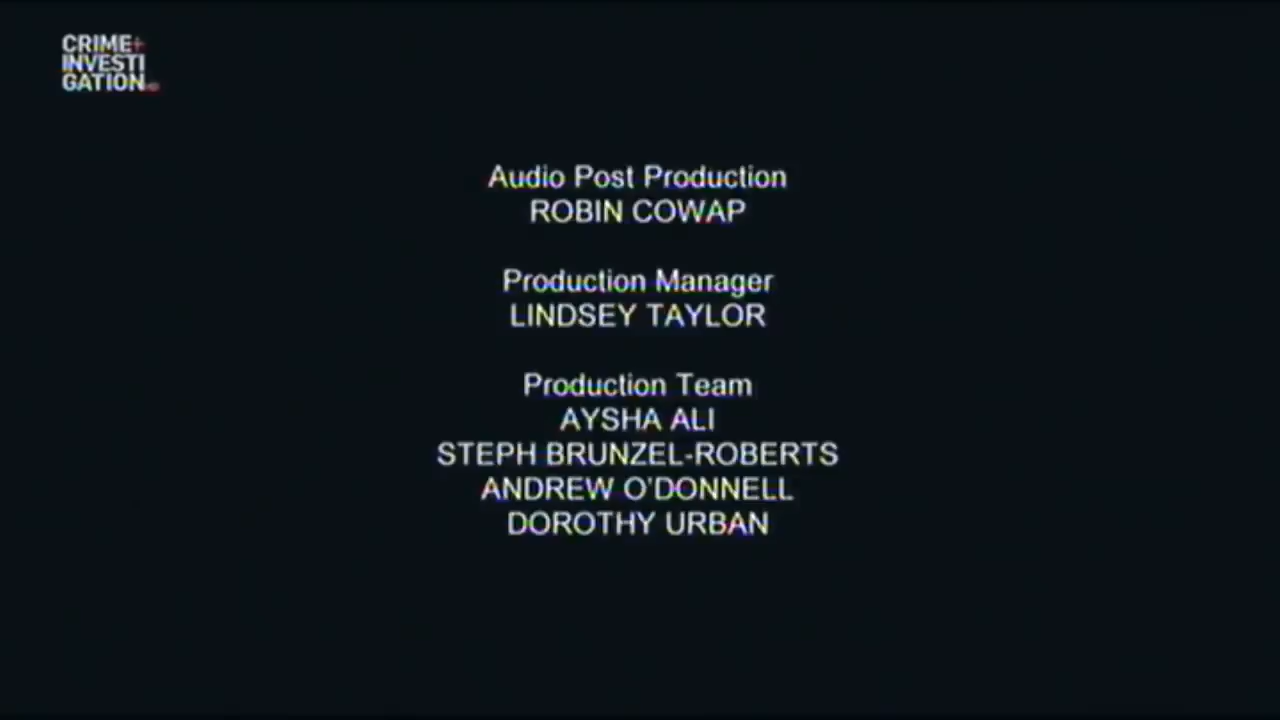 CRIME+
INVESTI
GATION
Audio Post Production
ROBIN COWAP
Production Manager
LINDSEY TAYLOR
Production Team
AYSHA ALI
STEPH BRUNZEL-ROBERTS
ANDREW O'DONNELL
DOROTHY URBAN